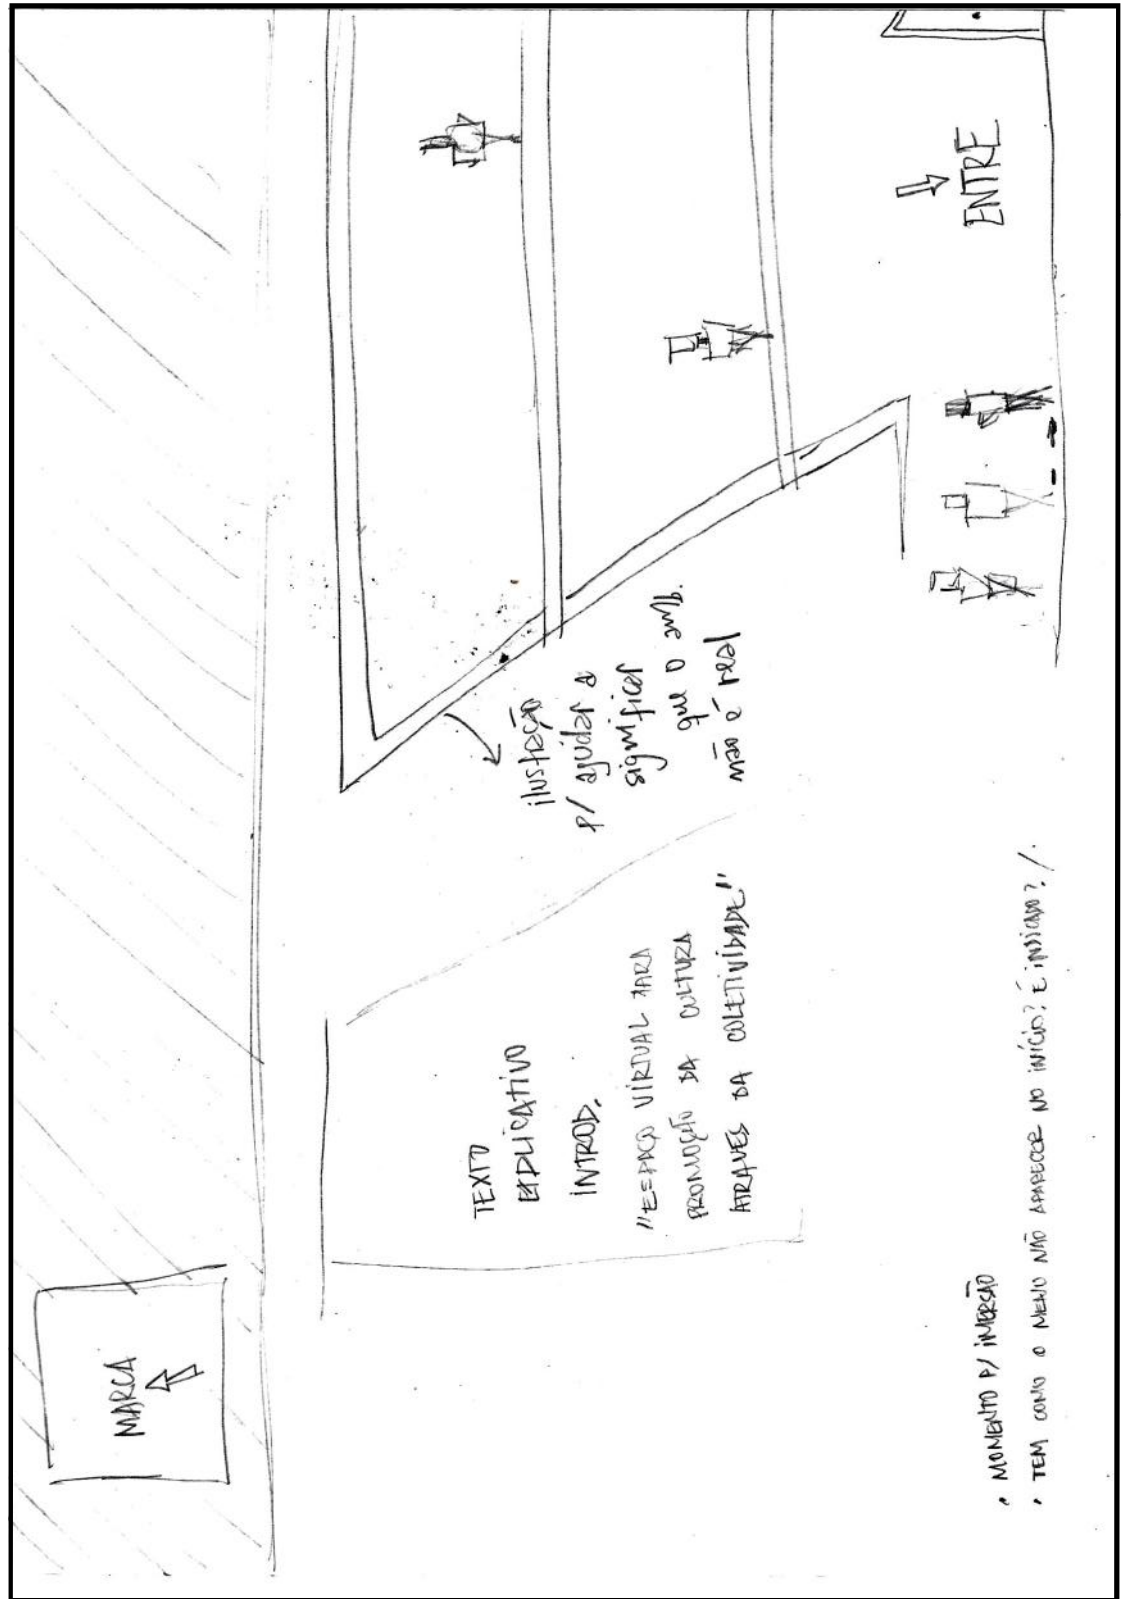 MARCA
TEXTO
EXPLICATIVO
INTROD.
"ESPAÇO VIRTUAL PARA
PROMOÇÃO DA CULTURA
ATRAVES DA COLETIVIDADE"
ilustração
p/ ajudar a
significar
que o amb.
não é real
ENTRE
• MOMENTO P/ IMERSÃO
• TEM COMO O MENU NÃO APARECER NO INÍCIO? É INDICADO? /.